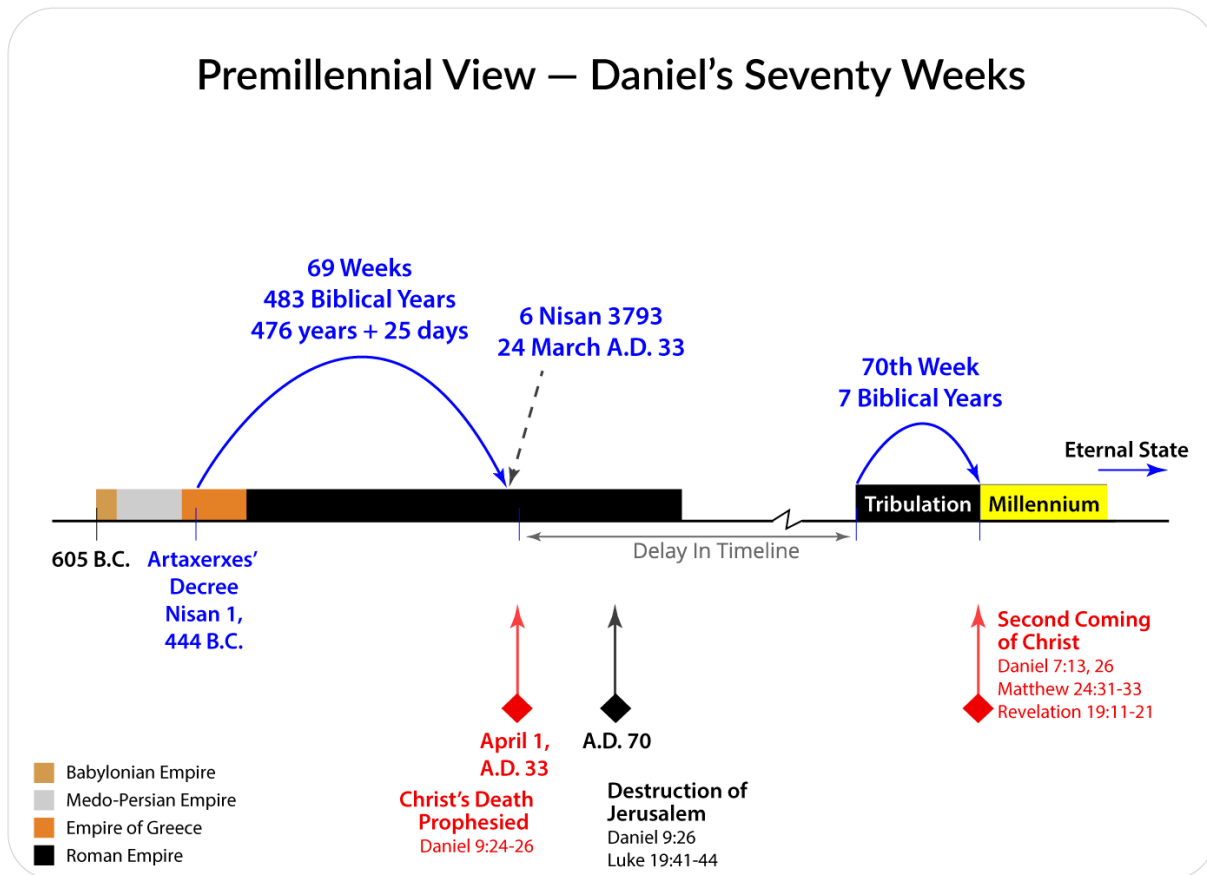 Premillennial View — Daniel's Seventy Weeks
69 Weeks
483 Biblical Years
476 years + 25 days
6 Nisan 3793
24 March A.D. 33
70th Week
7 Biblical Years
Eternal State
Tribulation
Millennium
605 B.C.
Artaxerxes'
Decree
Nisan 1,
444 B.C.
Delay In Timeline
April 1,
A.D. 33
Christ's Death
Prophesied
Daniel 9:24-26
A.D. 70
Destruction of
Jerusalem
Daniel 9:26
Luke 19:41-44
Second Coming
of Christ
Daniel 7:13, 26
Matthew 24:31-33
Revelation 19:11-21
Babylonian Empire
Medo-Persian Empire
Empire of Greece
Roman Empire